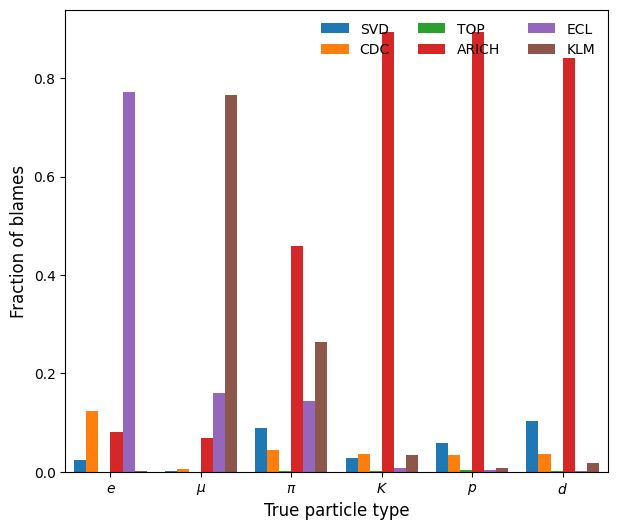 SVD TOP ECL
CDC ARICH KLM
Fraction of blames
0.8
0.6
0.4
0.2
0.0
e μ π K p d
True particle type